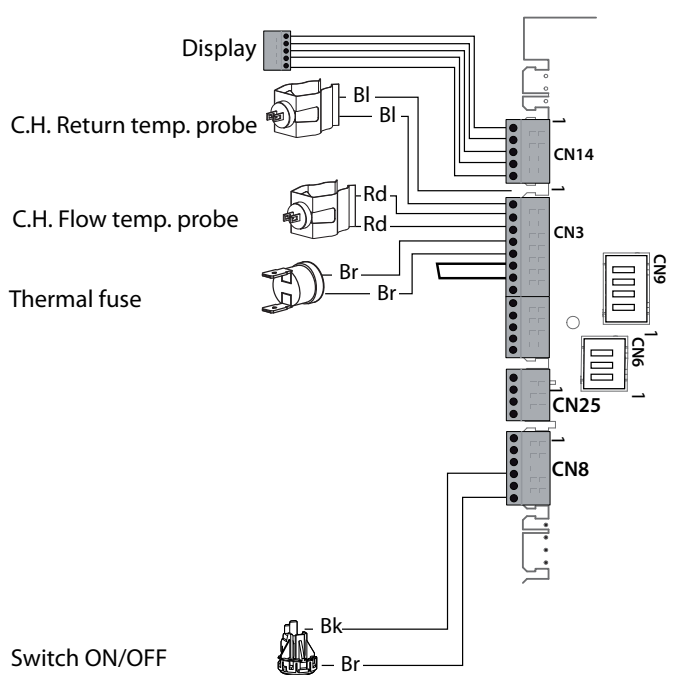 Display
Bl
C.H. Return temp. probe
Bl
1
CN14
1
Rd
C.H. Flow temp. probe
Rd
CN3
Br
Thermal fuse
Br
CN9
1
CN6
1
1
CN25
1
CN8
Bk
Switch ON/OFF
Br